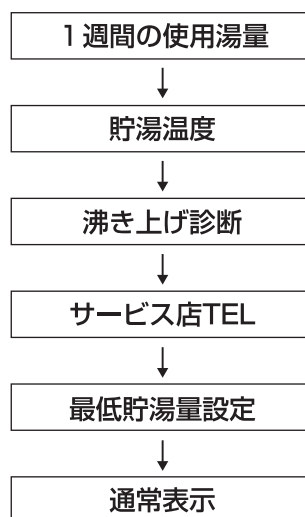 １週間の使用湯量
貯湯温度
沸き上げ診断
サービス店TEL
最低貯湯量設定
通常表示